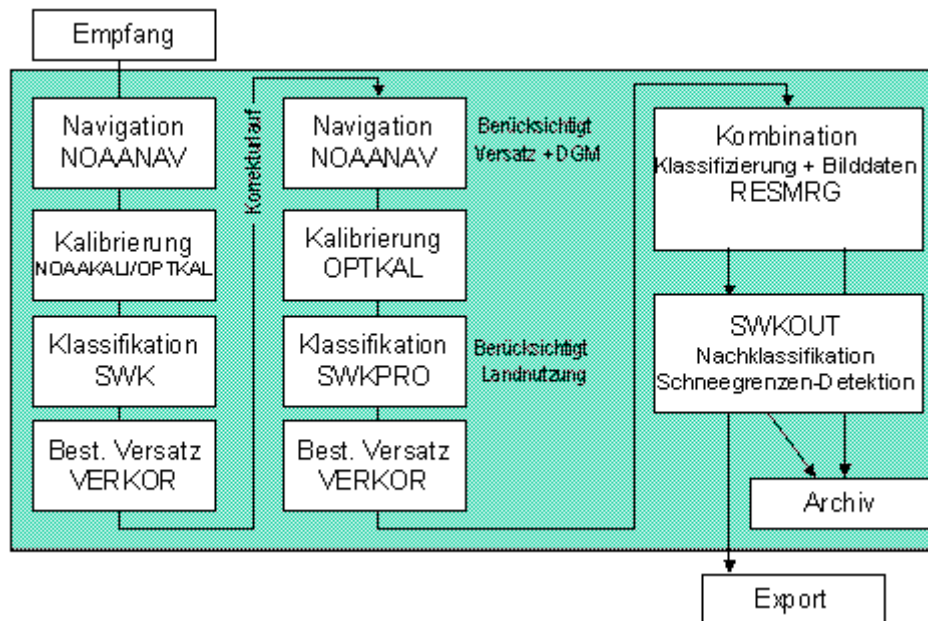 Empfang
Navigation
NOAANAV
Kalibrierung
NOAAKALI/OPTKAL
Klassifikation
SWK
Best. Versatz
VERKOR
Korrekturlauf
Navigation
NOAANAV
Berücksichtigt
Versatz + DGM
Kalibrierung
OPTKAL
Klassifikation
SWKPRO
Berücksichtigt
Landnutzung
Best. Versatz
VERKOR
Kombination
Klassifizierung + Bilddaten
RESMRG
SWKOUT
Nachklassifikation
Schneegrenzen-Detektion
Archiv
Export